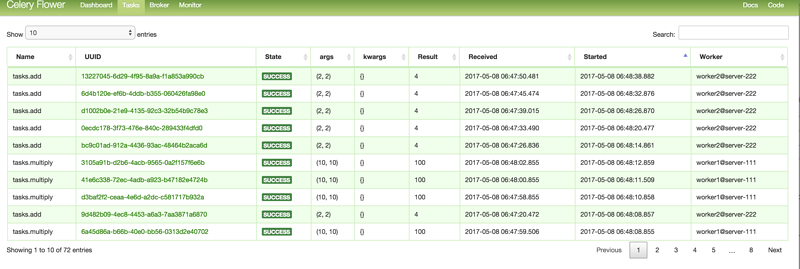 Celery Flower Dashboard Tasks Broker Monitor Docs Code
Show 10 entries Search:
Name UUID State args kwargs Result Received Started Worker
tasks.add 13227045-6d29-4f95-8a9a-f1a853a990cb SUCCESS (2, 2) {} 4 2017-05-08 06:47:50.481 2017-05-08 06:48:38.882 worker2@server-222
tasks.add 6d4b120e-ef6b-4ddb-b355-060426fa98e0 SUCCESS (2, 2) {} 4 2017-05-08 06:47:45.474 2017-05-08 06:48:32.876 worker2@server-222
tasks.add d1002b0e-21e9-4135-92c3-32b54b9c78e3 SUCCESS (2, 2) {} 4 2017-05-08 06:47:39.015 2017-05-08 06:48:26.870 worker2@server-222
tasks.add 0ecdc178-3f73-476e-840c-289433f4dfd0 SUCCESS (2, 2) {} 4 2017-05-08 06:47:33.490 2017-05-08 06:48:20.477 worker2@server-222
tasks.add bc9c01ad-912a-4436-93ac-48464b2aca6d SUCCESS (2, 2) {} 4 2017-05-08 06:47:26.836 2017-05-08 06:48:14.861 worker2@server-222
tasks.multiply 3105a91b-d2b6-4acb-9565-0a2f157f6e6b SUCCESS (10, 10) {} 100 2017-05-08 06:48:02.855 2017-05-08 06:48:12.859 worker1@server-111
tasks.multiply 41e6c338-72ec-4adb-a923-b47182e4724b SUCCESS (10, 10) {} 100 2017-05-08 06:48:00.855 2017-05-08 06:48:11.509 worker1@server-111
tasks.multiply d3baf2f2-ceaa-4e6d-a2dc-c581717b932a SUCCESS (10, 10) {} 100 2017-05-08 06:47:58.855 2017-05-08 06:48:10.858 worker1@server-111
tasks.add 9d482b09-4ec8-4453-a6a3-7aa3871a6870 SUCCESS (2, 2) {} 4 2017-05-08 06:47:20.472 2017-05-08 06:48:08.857 worker2@server-222
tasks.multiply 6a45d86a-b66b-40e0-bb56-0313d2e40702 SUCCESS (10, 10) {} 100 2017-05-08 06:47:59.506 2017-05-08 06:48:08.855 worker1@server-111
Showing 1 to 10 of 72 entries Previous 1 2 3 4 5 ... 8 Next